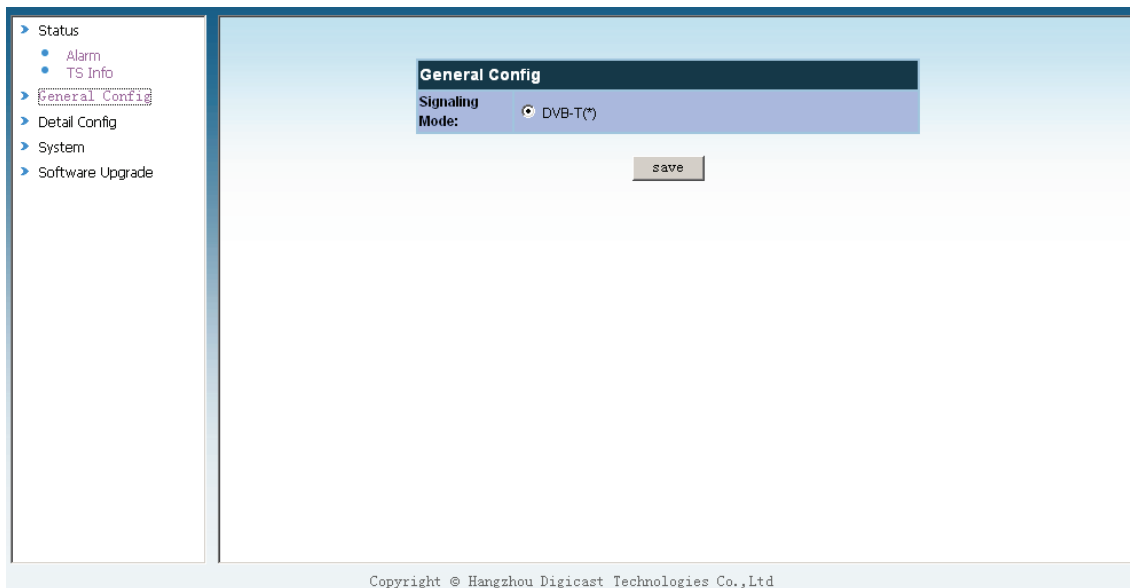 Status
Alarm
TS Info
General Config
Detail Config
System
Software Upgrade
General Config
Signaling
Mode:
DVB-T(*)
save
Copyright © Hangzhou Digicast Technologies Co.,Ltd